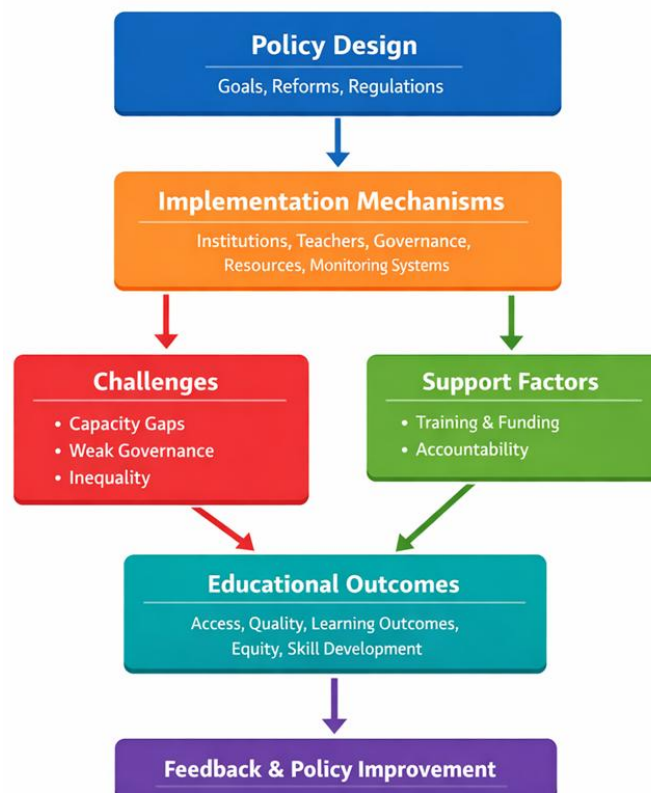 Policy Design
Goals, Reforms, Regulations
Implementation Mechanisms
Institutions, Teachers, Governance,
Resources, Monitoring Systems
Challenges
• Capacity Gaps
• Weak Governance
• Inequality
Support Factors
• Training & Funding
• Accountability
Educational Outcomes
Access, Quality, Learning Outcomes,
Equity, Skill Development
Feedback & Policy Improvement